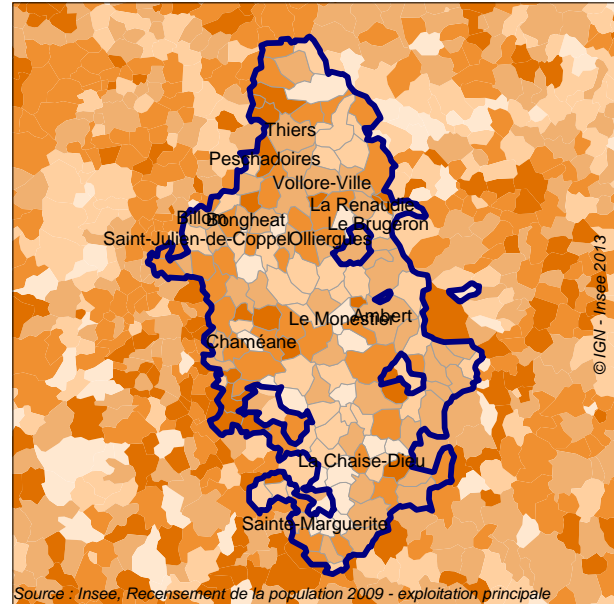 Thiers
Peschadoires
Vollore-Ville
La Renaudie
Billom
Bongheat
Le Brugeron
Saint-Julien-de-Coppel
Olliergues
Le Monestier
Ambert
Chaméane
La Chaise-Dieu
Sainte-Marguerite
© IGN - Insee 2013
Source : Insee, Recensement de la population 2009 - exploitation principale